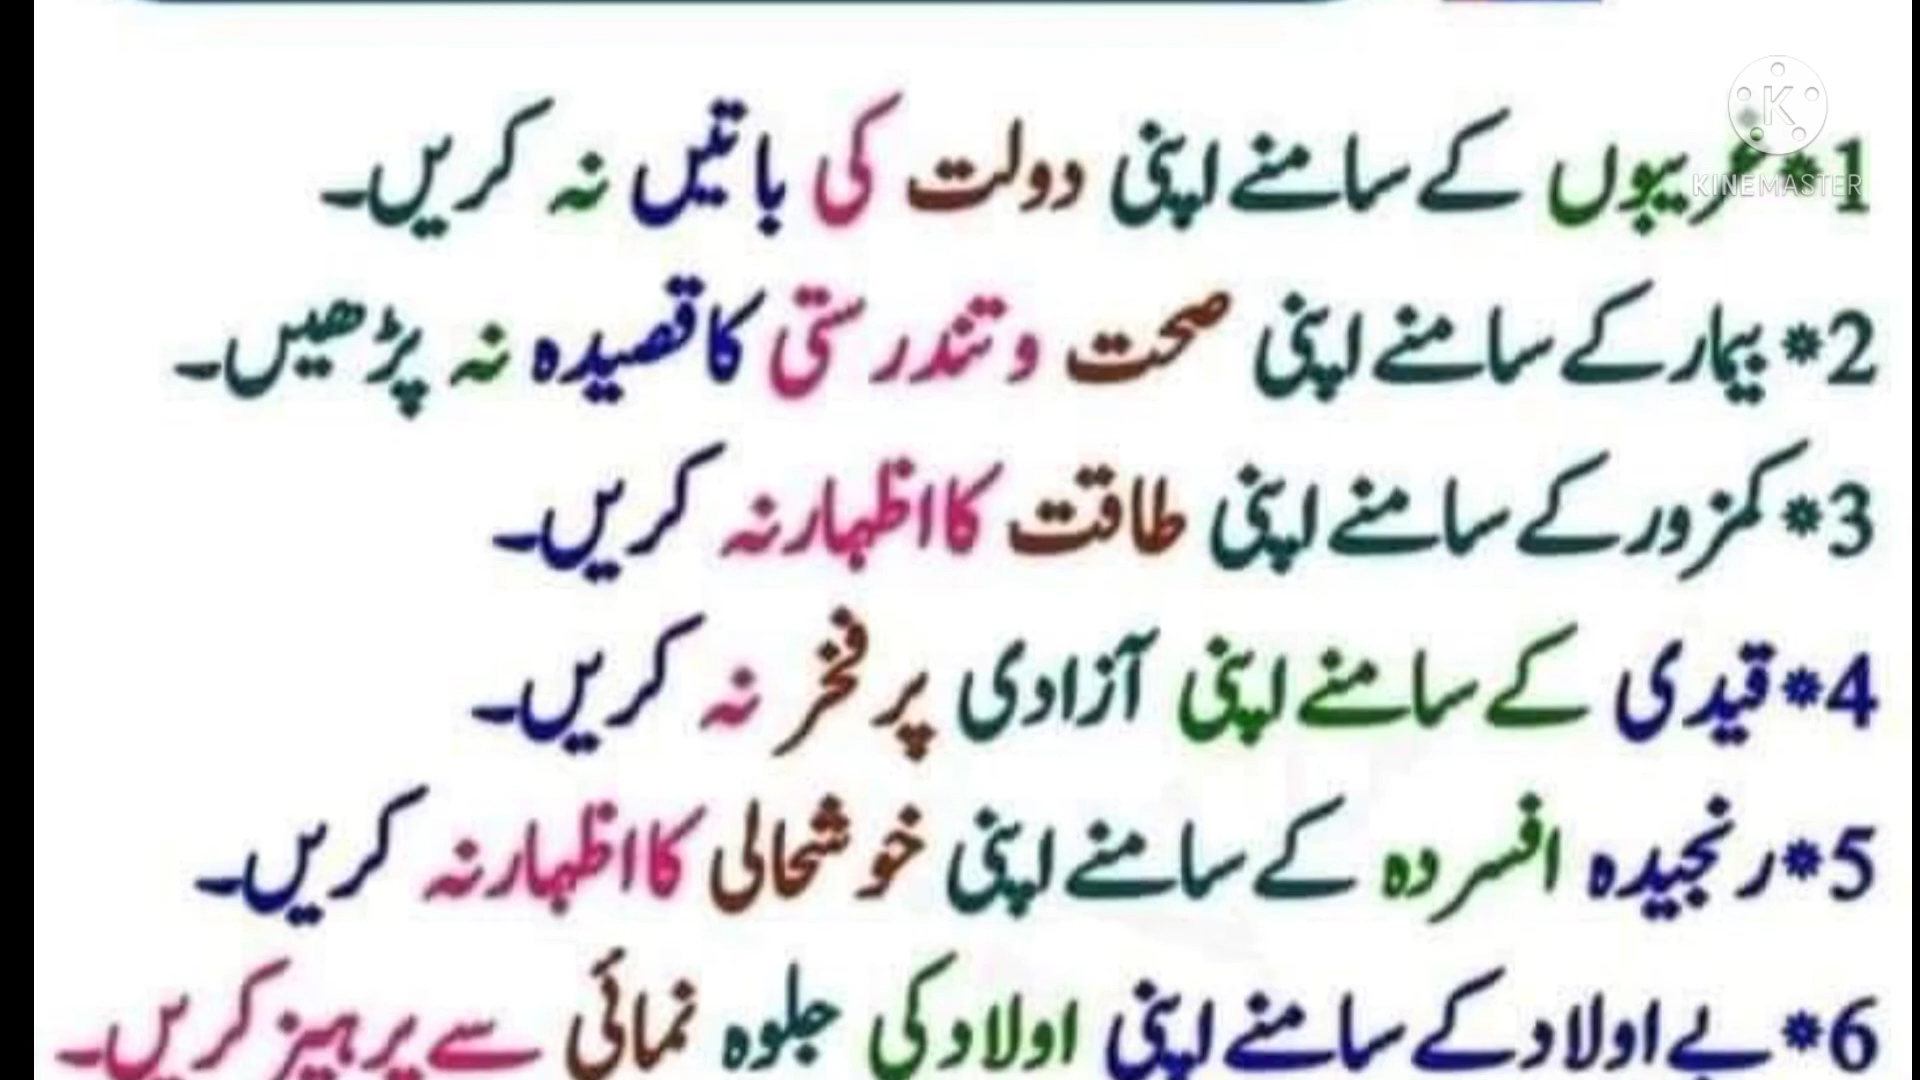 1*غریبوں کے سامنے اپنی دولت کی باتیں نہ کریں۔
2*بیمار کے سامنے اپنی صحت و تندرستی کا قصیدہ نہ پڑھیں۔
3*کمزور کے سامنے اپنی طاقت کا اظہار نہ کریں۔
4*قیدی کے سامنے اپنی آزادی پر فخر نہ کریں۔
5*رنجیدہ افسردہ کے سامنے اپنی خوشحالی کا اظہار نہ کریں۔
6*بے اولاد کے سامنے اپنی اولاد کی جلوہ نمائی سے پرہیز کریں۔
K
KINEMASTER